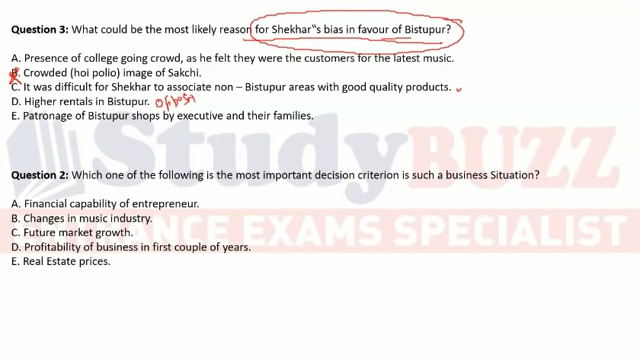 Question 3: What could be the most likely reason for Shekhar"s bias in favour of Bistupur?
A. Presence of college going crowd, as he felt they were the customers for the latest music.
B. Crowded (hoi polio) image of Sakchi.
C. It was difficult for Shekhar to associate non – Bistupur areas with good quality products.
D. Higher rentals in Bistupur.
E. Patronage of Bistupur shops by executive and their families.
Question 2: Which one of the following is the most important decision criterion is such a business Situation?
A. Financial capability of entrepreneur.
B. Changes in music industry.
C. Future market growth.
D. Profitability of business in first couple of years.
E. Real Estate prices.
StudyBUZZ
FINANCE EXAMS SPECIALIST